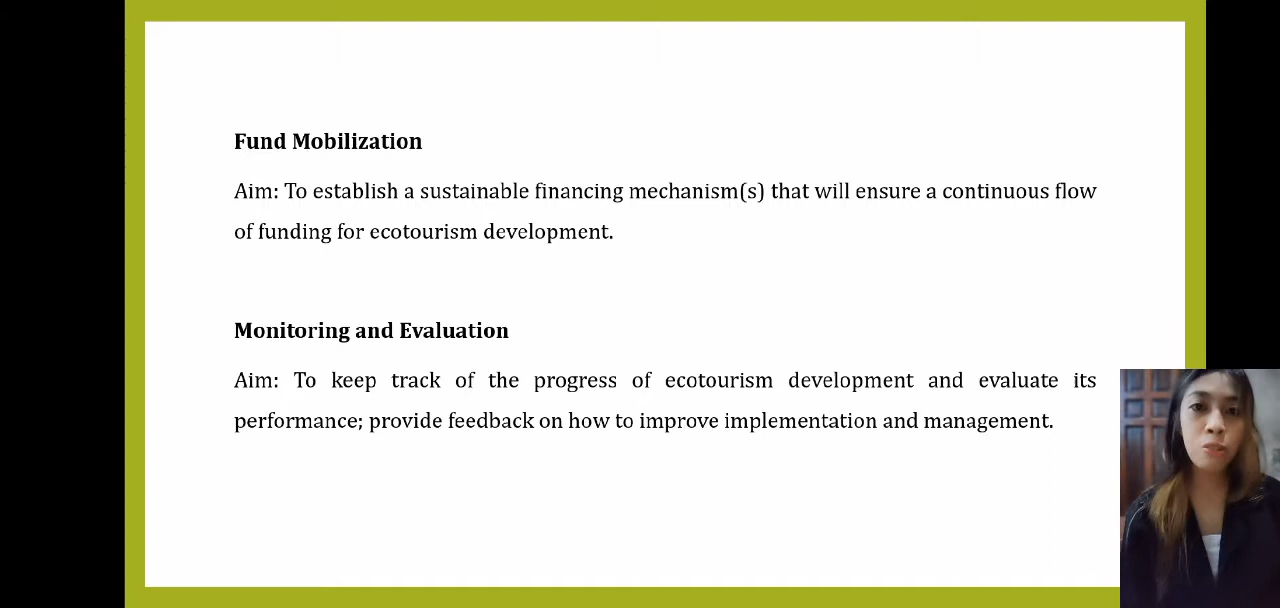 Fund Mobilization
Aim: To establish a sustainable financing mechanism(s) that will ensure a continuous flow
of funding for ecotourism development.
Monitoring and Evaluation
Aim: To keep track of the progress of ecotourism development and evaluate its
performance; provide feedback on how to improve implementation and management.